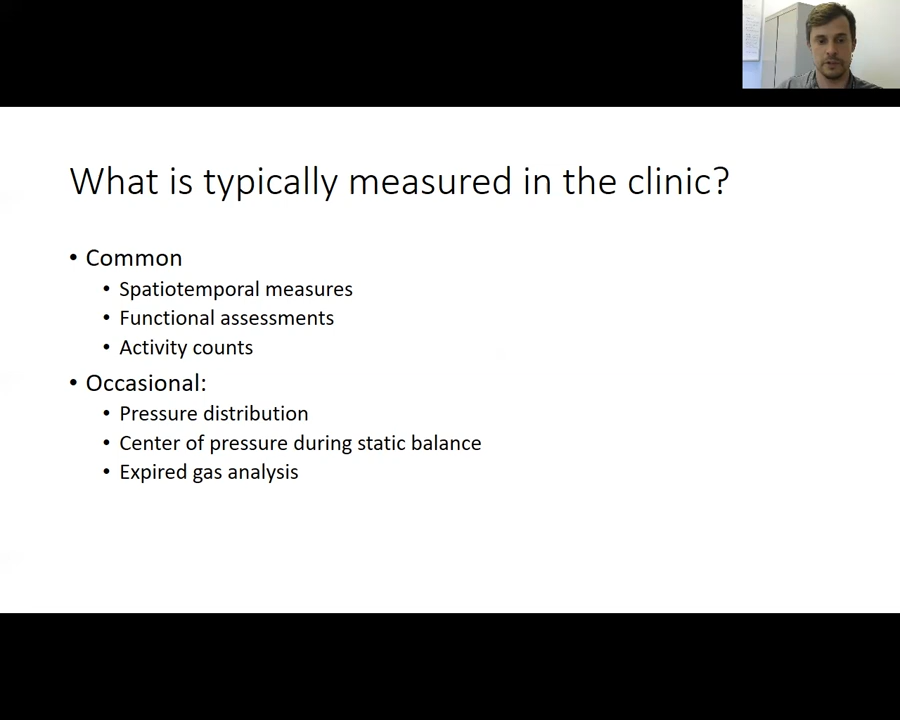 What is typically measured in the clinic?
• Common
• Spatiotemporal measures
• Functional assessments
• Activity counts
• Occasional:
• Pressure distribution
• Center of pressure during static balance
• Expired gas analysis